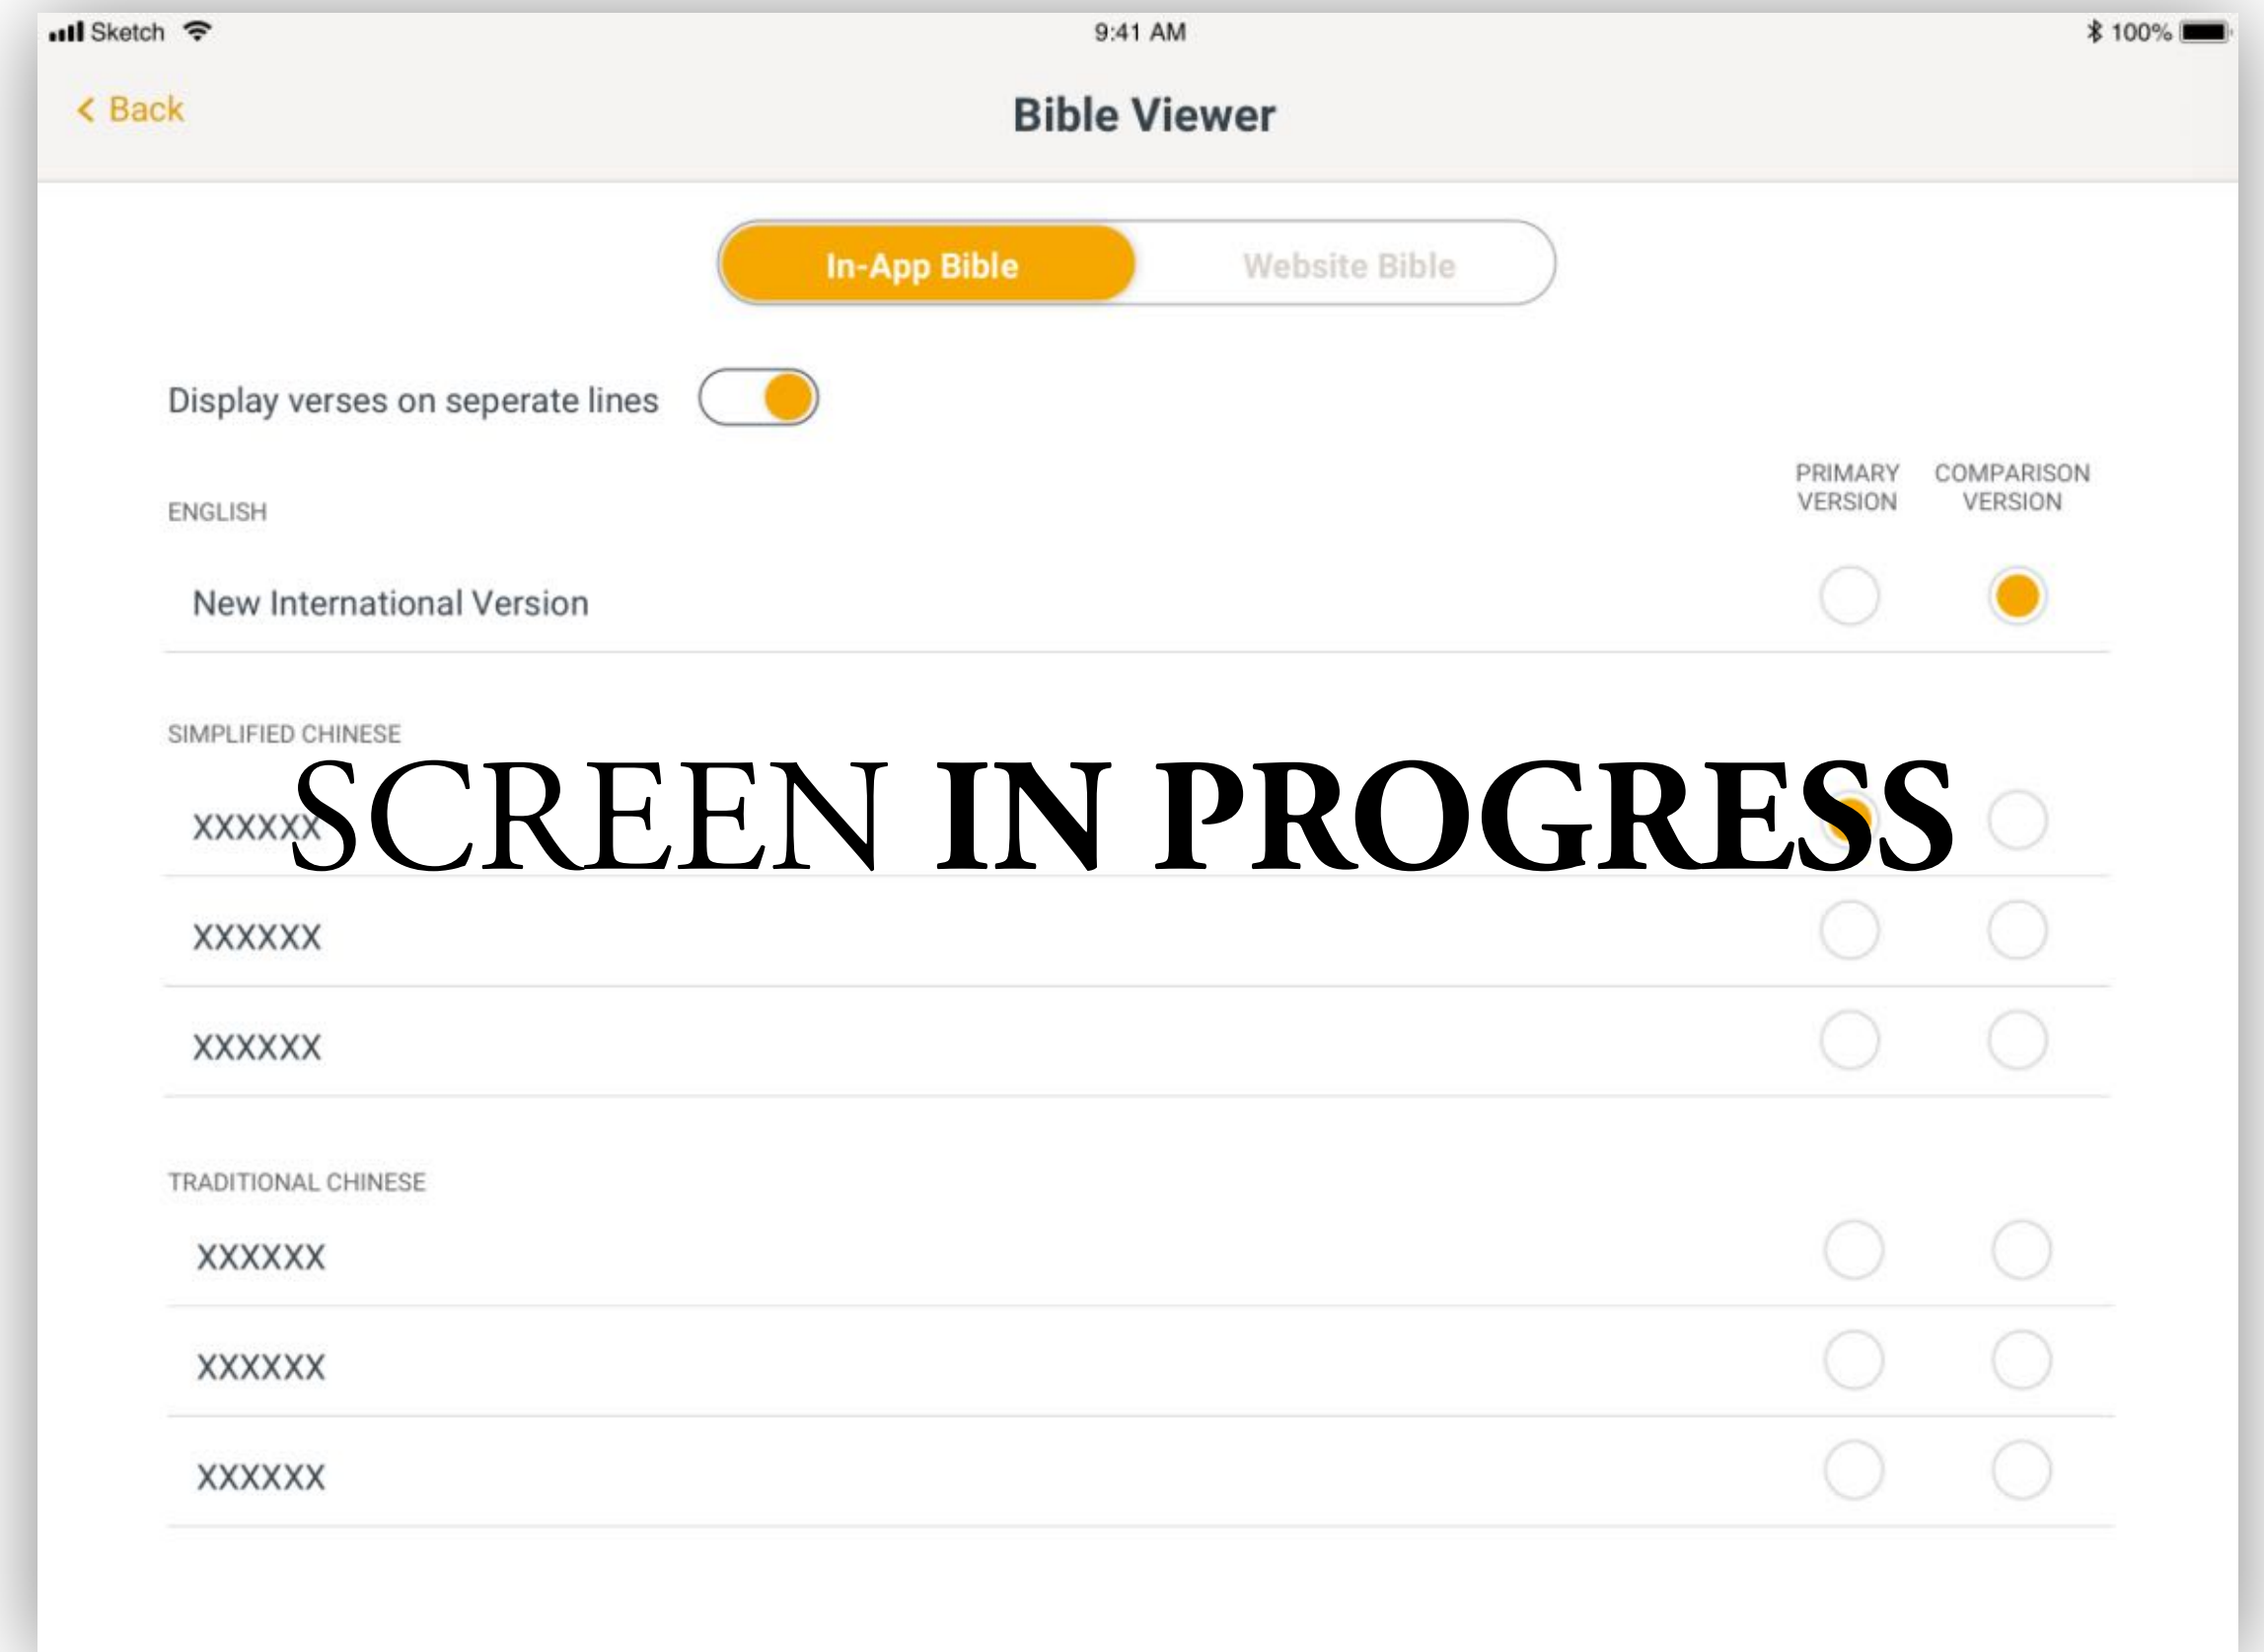 Sketch 9:41 AM 100%
< Back Bible Viewer
In-App Bible Website Bible
Display verses on seperate lines
PRIMARY VERSION COMPARISON VERSION
ENGLISH
New International Version
SIMPLIFIED CHINESE
SCREEN IN PROGRESS
XXXXXX
XXXXXX
XXXXXX
TRADITIONAL CHINESE
XXXXXX
XXXXXX
XXXXXX